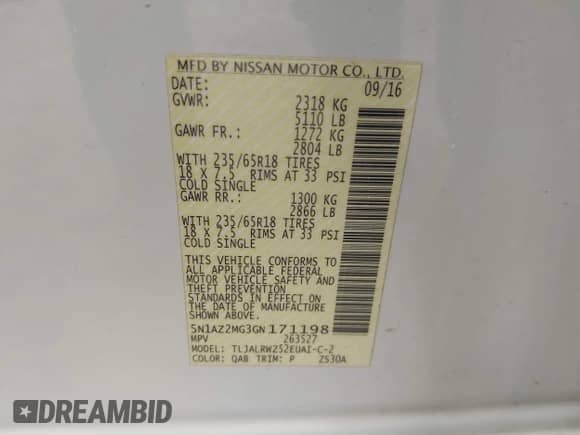 MFD BY NISSAN MOTOR CO., LTD.
DATE: 09/16
GVWR: 2318 KG
5110 LB
GAWR FR.: 1272 KG
2804 LB
WITH 235/65R18 TIRES
18 X 7.5 RIMS AT 33 PSI
COLD SINGLE
GAWR RR.: 1300 KG
2866 LB
WITH 235/65R18 TIRES
18 X 7.5 RIMS AT 33 PSI
COLD SINGLE
THIS VEHICLE CONFORMS TO
ALL APPLICABLE FEDERAL
MOTOR VEHICLE SAFETY AND
THEFT PREVENTION
STANDARDS IN EFFECT ON
THE DATE OF MANUFACTURE
SHOWN ABOVE.
5N1AZ2MG3GN171198
MPV 263527
MODEL: TLJALRWZ52EUAI-C-2
COLOR: QAB TRIM: P Z530A
DREAMBID